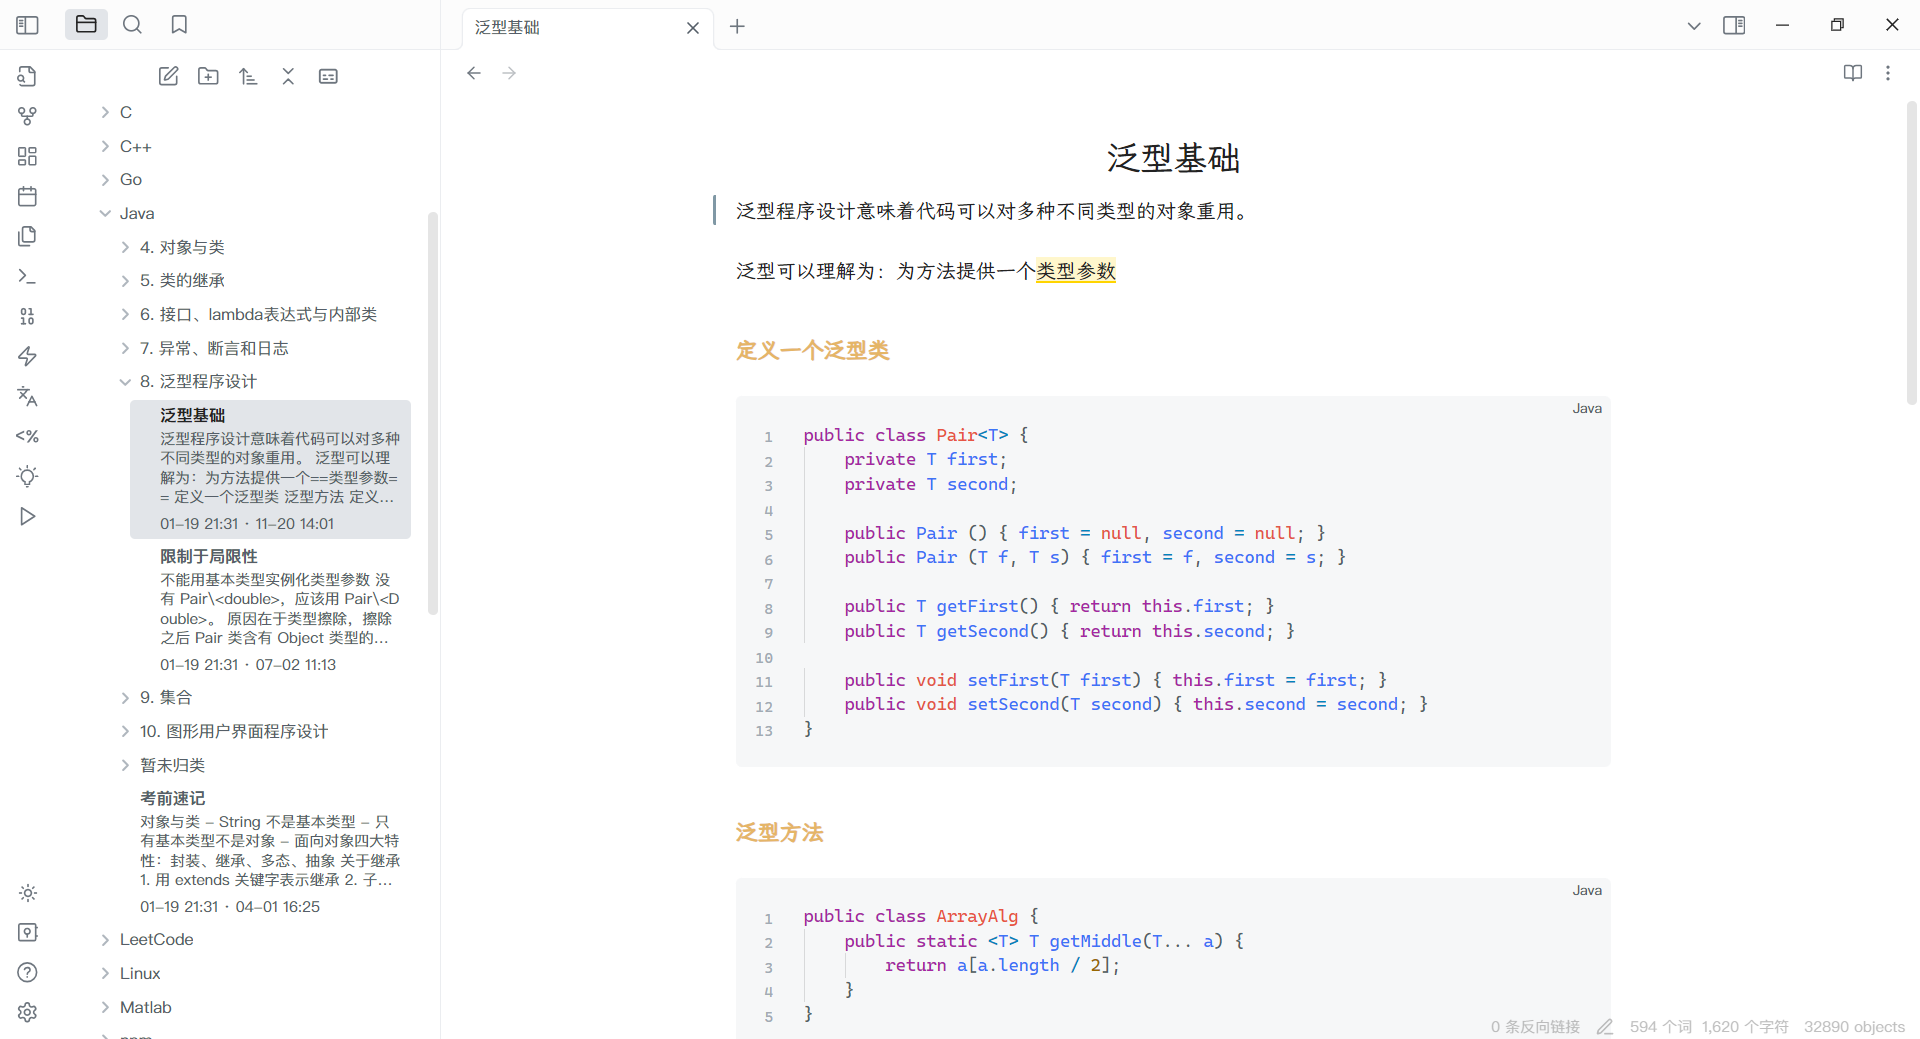 泛型基础
C
C++
Go
Java
4. 对象与类
5. 类的继承
6. 接口、lambda表达式与内部类
7. 异常、断言和日志
8. 泛型程序设计
泛型基础
泛型程序设计意味着代码可以对多种
不同类型的对象重用。 泛型可以理
解为：为方法提供一个==类型参数=
= 定义一个泛型类 泛型方法 定义...
01-19 21:31 · 11-20 14:01
限制于局限性
不能用基本类型实例化类型参数 没
有 Pair\<double>，应该用 Pair\<D
ouble>。 原因在于类型擦除，擦除
之后 Pair 类含有 Object 类型的...
01-19 21:31 · 07-02 11:13
9. 集合
10. 图形用户界面程序设计
暂未归类
考前速记
对象与类 - String 不是基本类型 - 只
有基本类型不是对象 - 面向对象四大特
性：封装、继承、多态、抽象 关于继承
1. 用 extends 关键字表示继承 2. 子...
01-19 21:31 · 04-01 16:25
LeetCode
Linux
Matlab
泛型基础
泛型程序设计意味着代码可以对多种不同类型的对象重用。
泛型可以理解为：为方法提供一个类型参数
定义一个泛型类
Java
1 public class Pair<T> {
2     private T first;
3     private T second;
4
5     public Pair () { first = null, second = null; }
6     public Pair (T f, T s) { first = f, second = s; }
7
8     public T getFirst() { return this.first; }
9     public T getSecond() { return this.second; }
10
11     public void setFirst(T first) { this.first = first; }
12     public void setSecond(T second) { this.second = second; }
13 }
泛型方法
Java
1 public class ArrayAlg {
2     public static <T> T getMiddle(T... a) {
3         return a[a.length / 2];
4     }
5 }
0 条反向链接 594 个词 1,620 个字符 32890 objects